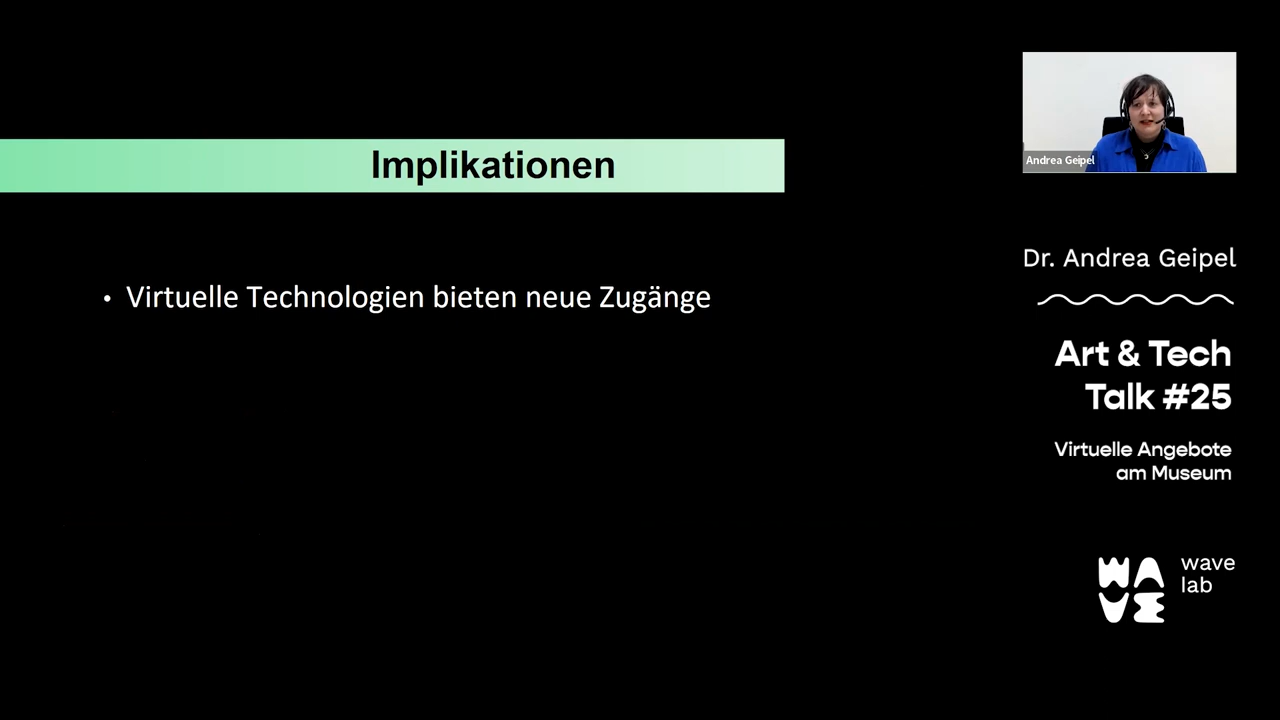 Implikationen
• Virtuelle Technologien bieten neue Zugänge
Andrea Geipel
Dr. Andrea Geipel
Art & Tech
Talk #25
Virtuelle Angebote
am Museum
WAVE
wave
lab